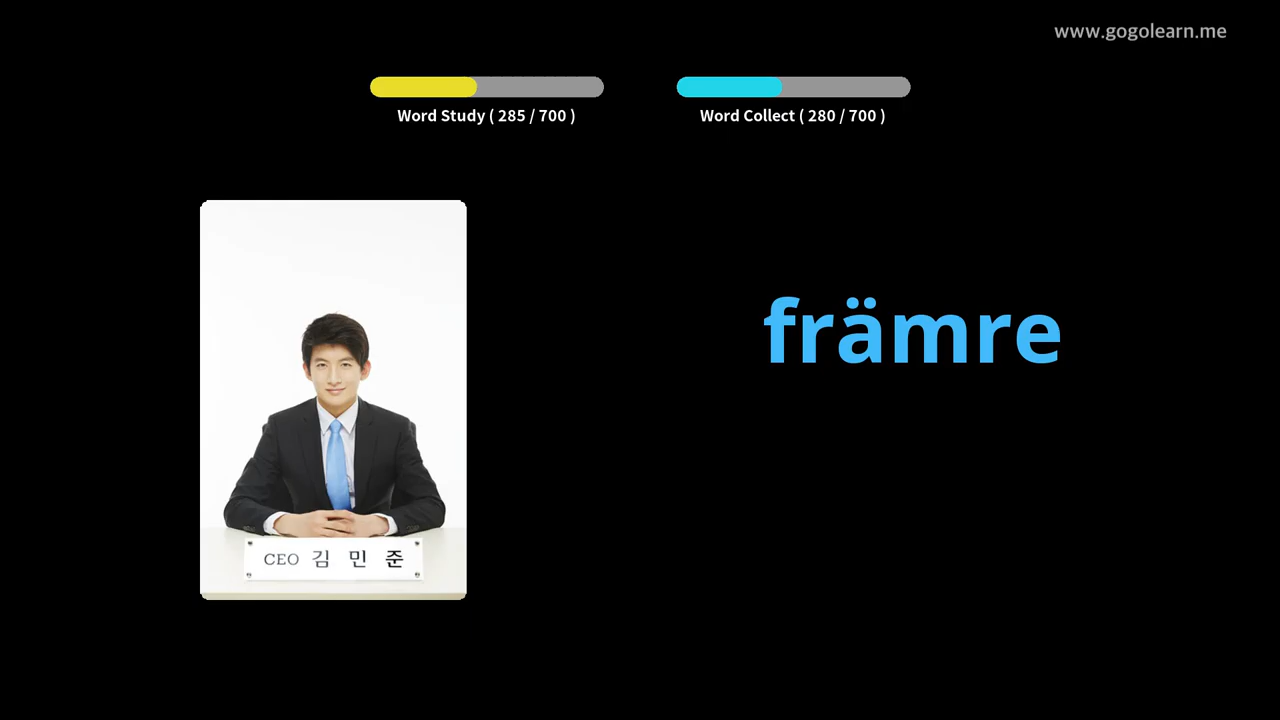 www.gogolearn.me
Word Study ( 285 / 700 )
Word Collect ( 280 / 700 )
främre
CEO 김 민 준